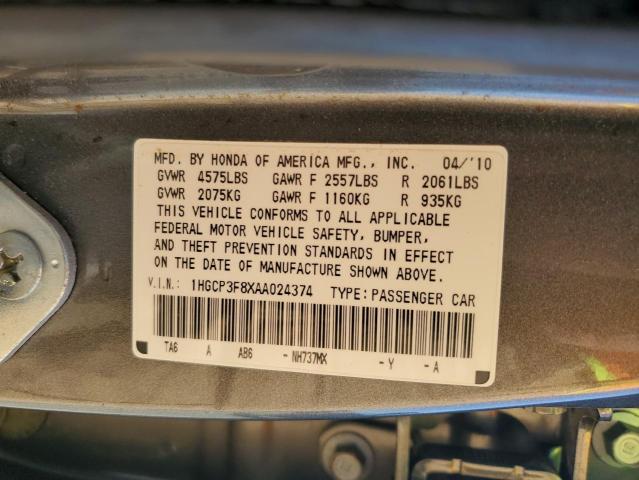 MFD. BY HONDA OF AMERICA MFG., INC. 04/'10
GVWR 4575LBS GAWR F 2557LBS R 2061LBS
GVWR 2075KG GAWR F 1160KG R 935KG
THIS VEHICLE CONFORMS TO ALL APPLICABLE
FEDERAL MOTOR VEHICLE SAFETY, BUMPER,
AND THEFT PREVENTION STANDARDS IN EFFECT
ON THE DATE OF MANUFACTURE SHOWN ABOVE.
V.I.N.: 1HGCP3F8XAA024374 TYPE:PASSENGER CAR
TA6 A AB6 -NH737MX -Y -A